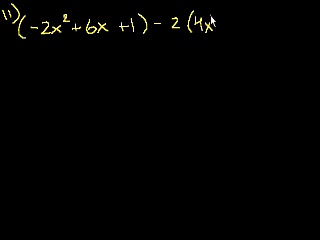 11) (-2x² + 6x + 1) - 2 (4x